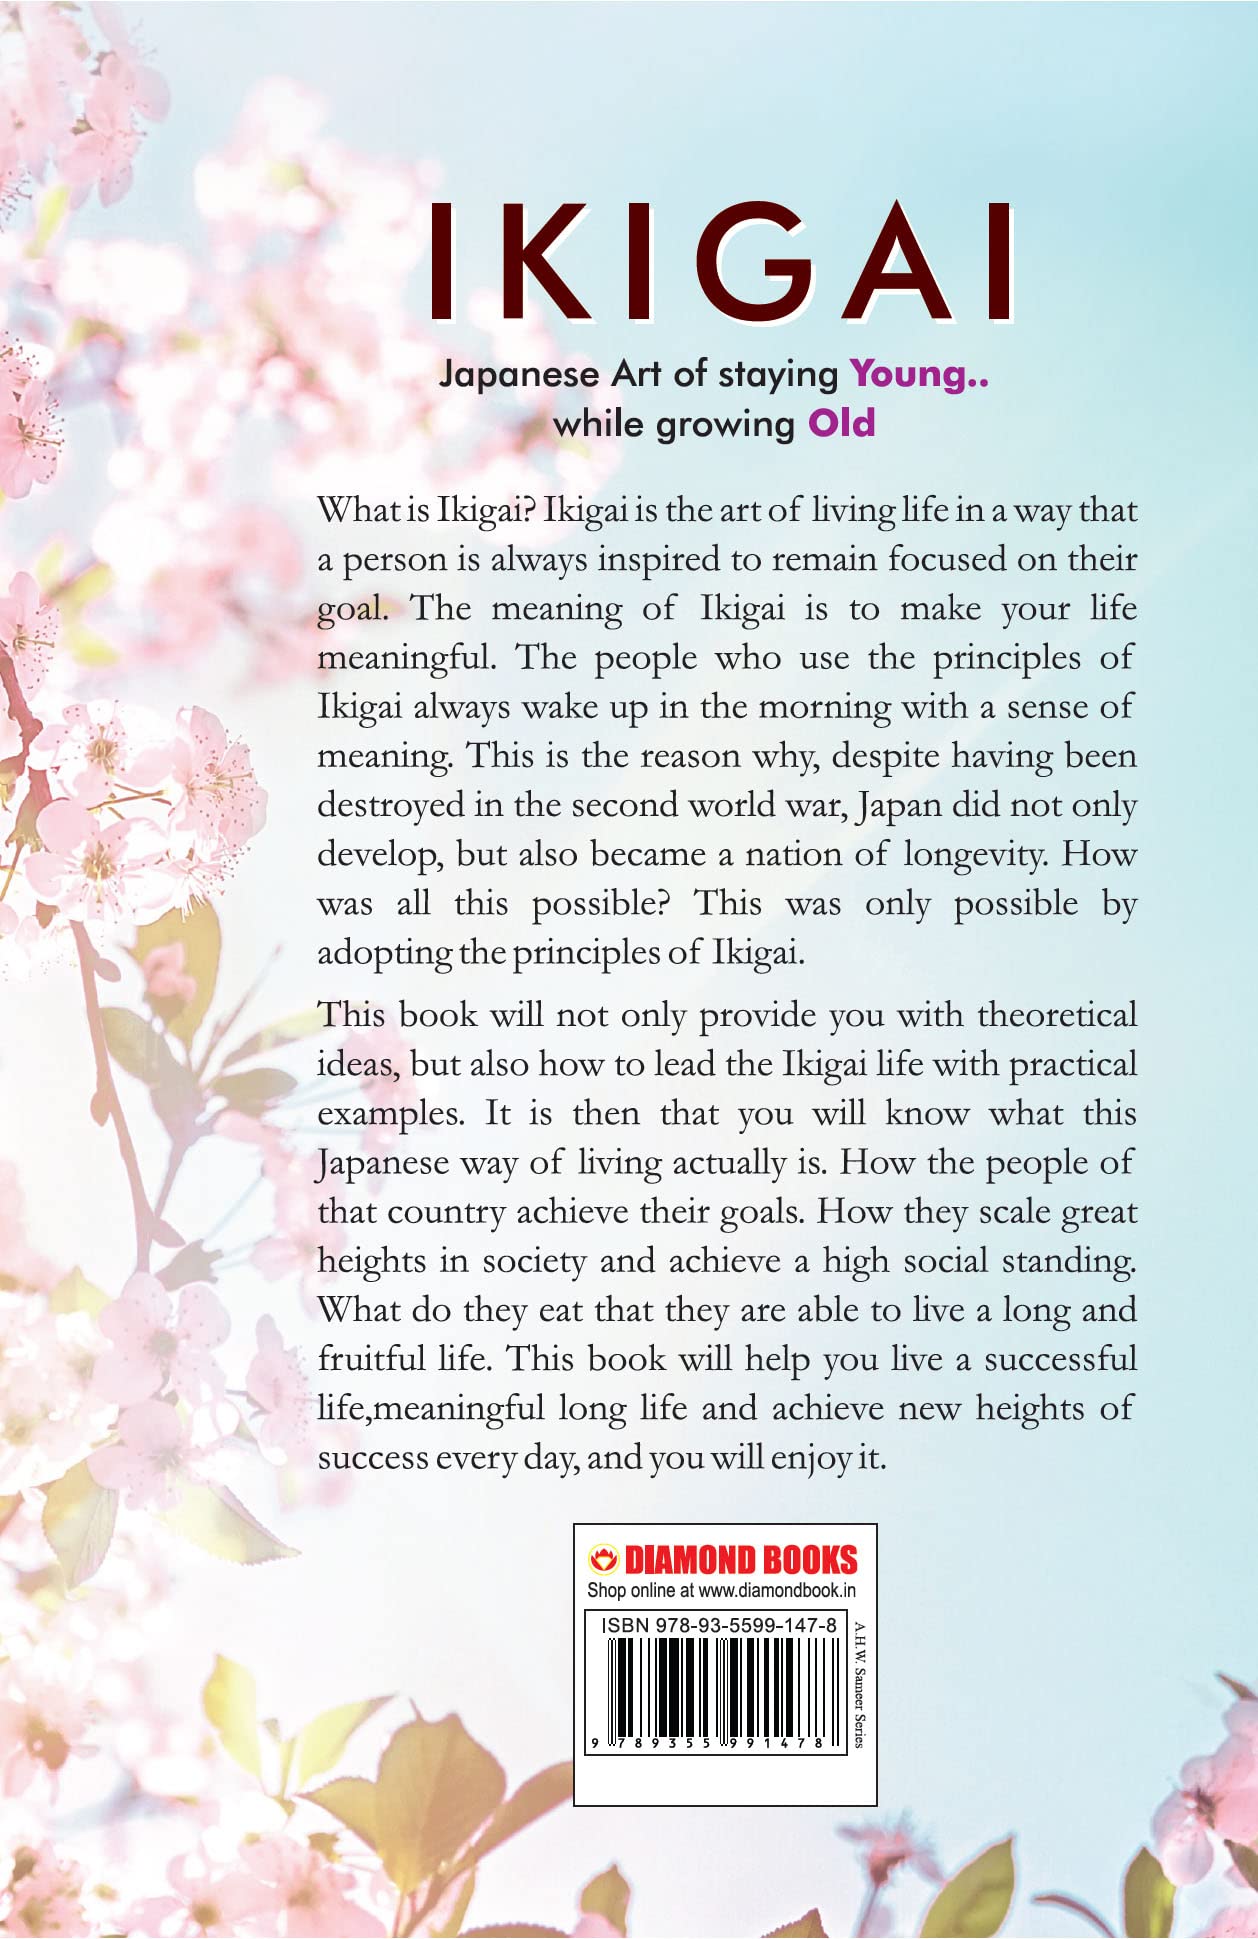 IKIGAI
Japanese Art of staying Young..
while growing Old
What is Ikigai? Ikigai is the art of living life in a way that
a person is always inspired to remain focused on their
goal. The meaning of Ikigai is to make your life
meaningful. The people who use the principles of
Ikigai always wake up in the morning with a sense of
meaning. This is the reason why, despite having been
destroyed in the second world war, Japan did not only
develop, but also became a nation of longevity. How
was all this possible? This was only possible by
adopting the principles of Ikigai.
This book will not only provide you with theoretical
ideas, but also how to lead the Ikigai life with practical
examples. It is then that you will know what this
Japanese way of living actually is. How the people of
that country achieve their goals. How they scale great
heights in society and achieve a high social standing.
What do they eat that they are able to live a long and
fruitful life. This book will help you live a successful
life,meaningful long life and achieve new heights of
success every day, and you will enjoy it.
DIAMOND BOOKS
Shop online at www.diamondbook.in
ISBN 978-93-5599-147-8
9 789355 991478
A.H.W. Sameer Series